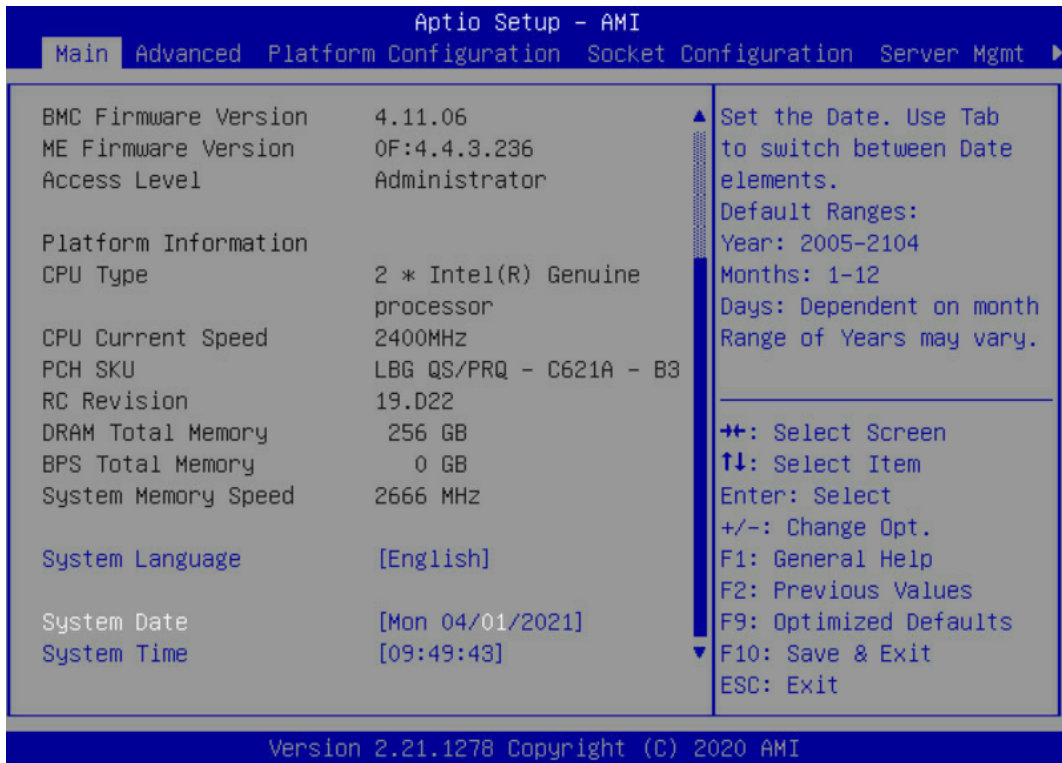 Aptio Setup – AMI
Main Advanced Platform Configuration Socket Configuration Server Mgmt ▶
BMC Firmware Version 4.11.06
ME Firmware Version 0F:4.4.3.236
Access Level Administrator
Platform Information
CPU Type 2 * Intel(R) Genuine
processor
CPU Current Speed 2400MHz
PCH SKU LBG QS/PRQ - C621A - B3
RC Revision 19.D22
DRAM Total Memory 256 GB
BPS Total Memory 0 GB
System Memory Speed 2666 MHz
System Language [English]
System Date [Mon 04/01/2021]
System Time [09:49:43]
Set the Date. Use Tab
to switch between Date
elements.
Default Ranges:
Year: 2005-2104
Months: 1-12
Days: Dependent on month
Range of Years may vary.
→←: Select Screen
↑↓: Select Item
Enter: Select
+/-: Change Opt.
F1: General Help
F2: Previous Values
F9: Optimized Defaults
F10: Save & Exit
ESC: Exit
Version 2.21.1278 Copyright (C) 2020 AMI